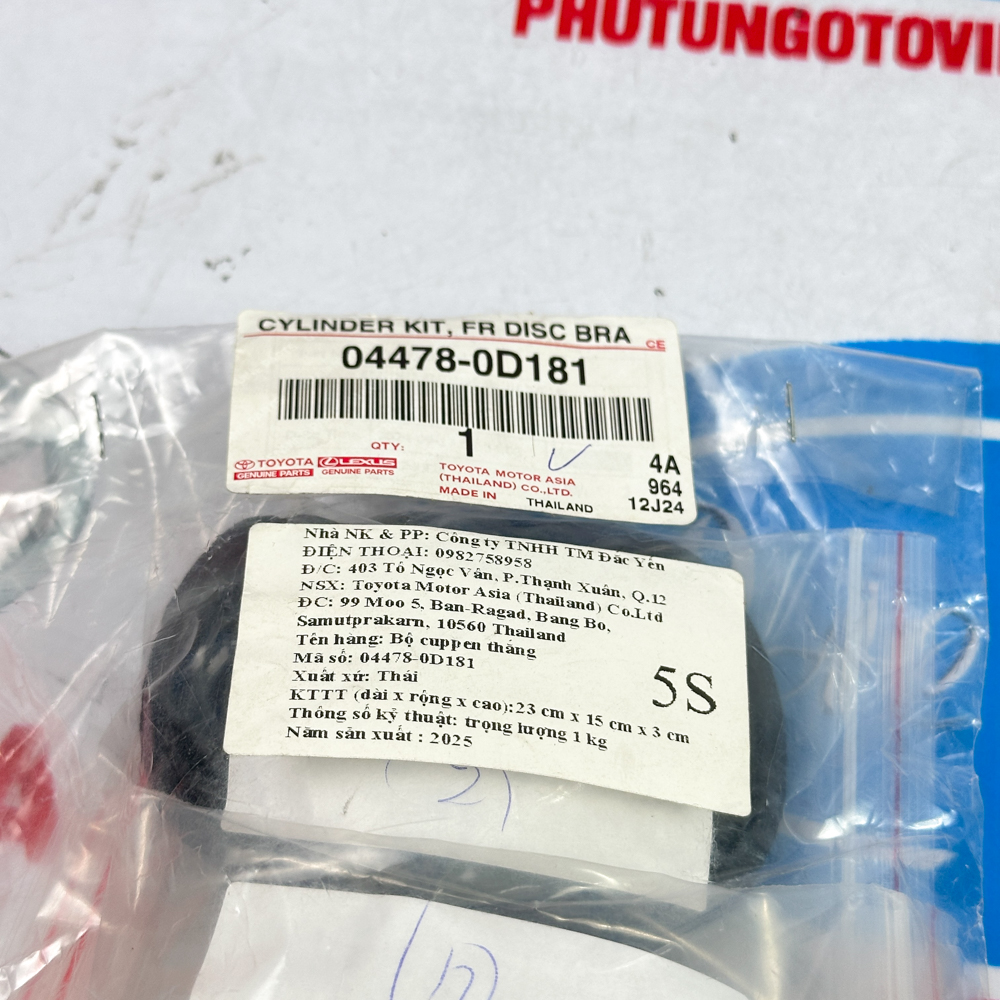 PHUTUNGOTOVI
CYLINDER KIT, FR DISC BRA
CE
04478-0D181
QTY: 1
TOYOTA LEXUS
GENUINE PARTS GENUINE PARTS
TOYOTA MOTOR ASIA
(THAILAND) CO.,LTD.
MADE IN THAILAND
4A
964
12J24
Nhà NK & PP: Công ty TNHH TM Đắc Yến
ĐIỆN THOẠI: 0982758958
Đ/C: 403 Tô Ngọc Vân, P.Thạnh Xuân, Q.12
NSX: Toyota Motor Asia (Thailand) Co.Ltd
ĐC: 99 Moo 5, Ban-Ragad, Bang Bo,
Samutprakarn, 10560 Thailand
Tên hàng: Bộ cuppen thắng
Mã số: 04478-0D181
Xuất xứ: Thái
KTTT (dài x rộng x cao):23 cm x 15 cm x 3 cm
Thông số kỹ thuật: trọng lượng 1 kg
Năm sản xuất : 2025
5S
(2)